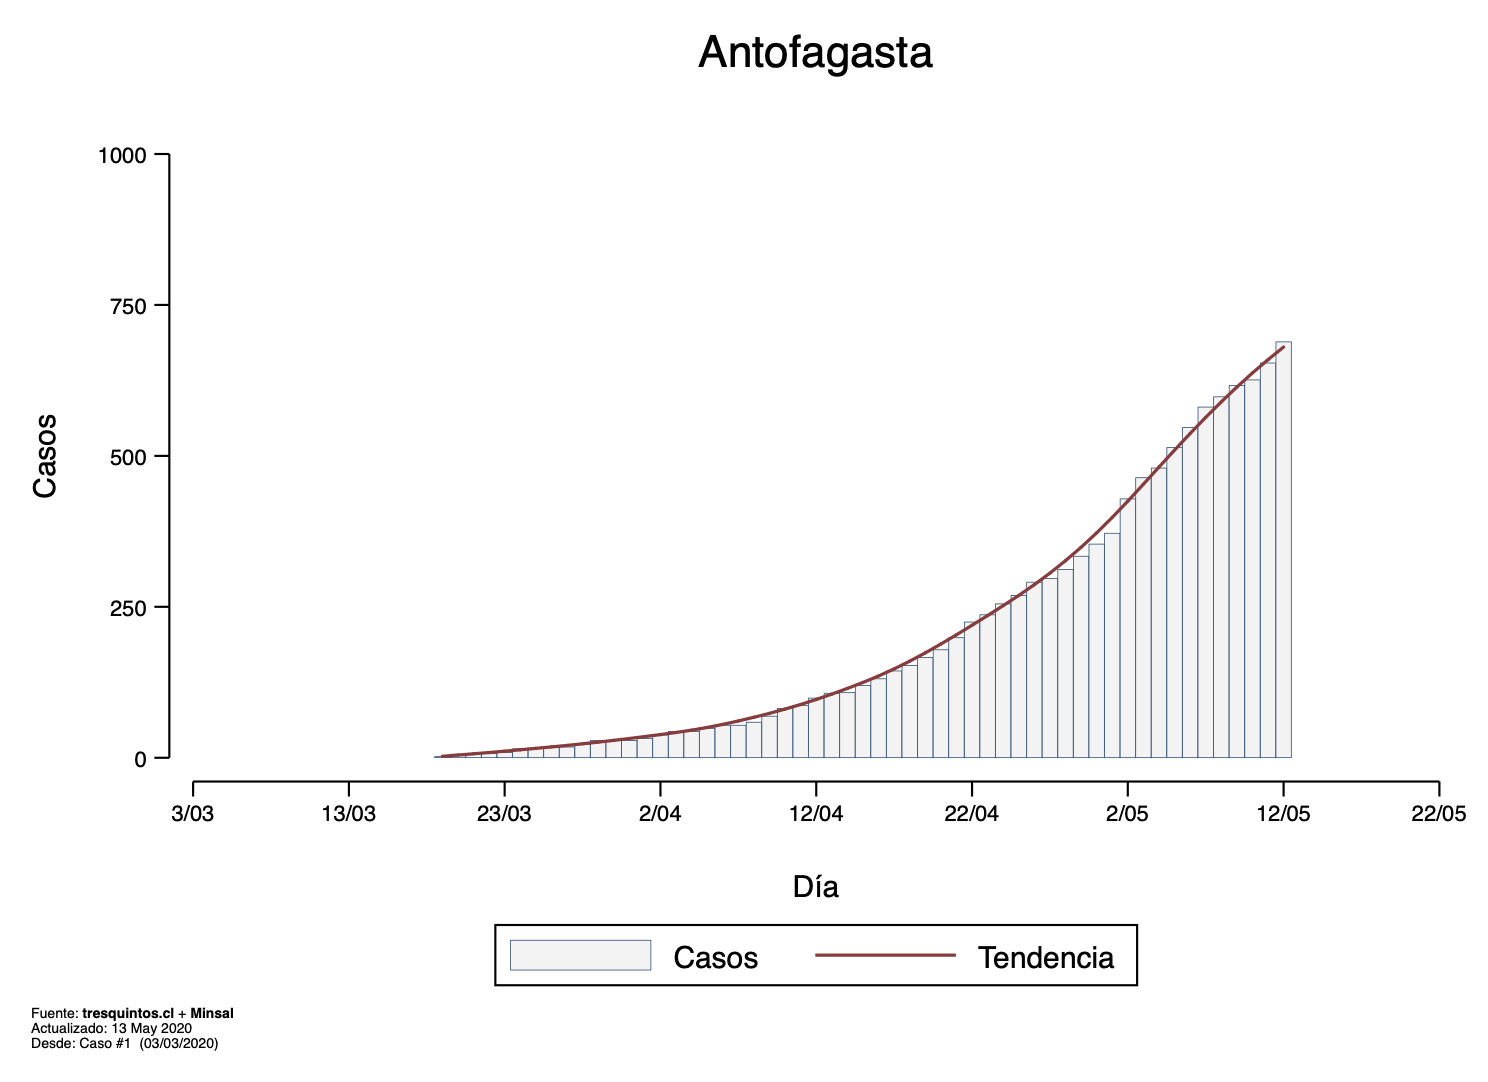 Antofagasta
1000
750
500
250
0
Casos
3/03 13/03 23/03 2/04 12/04 22/04 2/05 12/05 22/05
Día
Casos Tendencia
Fuente: tresquintos.cl + Minsal
Actualizado: 13 May 2020
Desde: Caso #1 (03/03/2020)